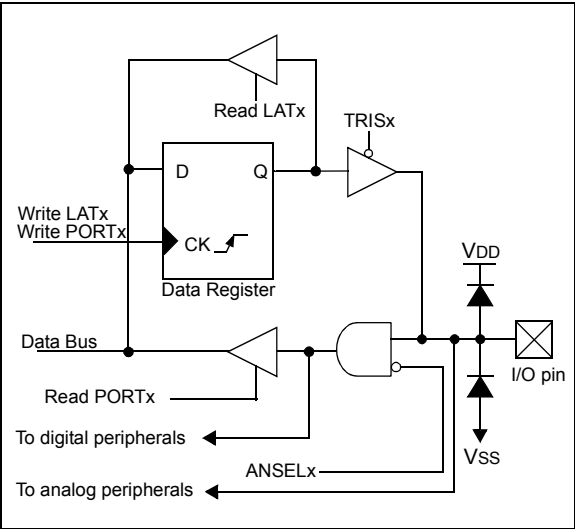 Read LATx
TRISx
D
Q
Write LATx
Write PORTx
CK
VDD
Data Register
Data Bus
I/O pin
Read PORTx
To digital peripherals
VSS
ANSELx
To analog peripherals